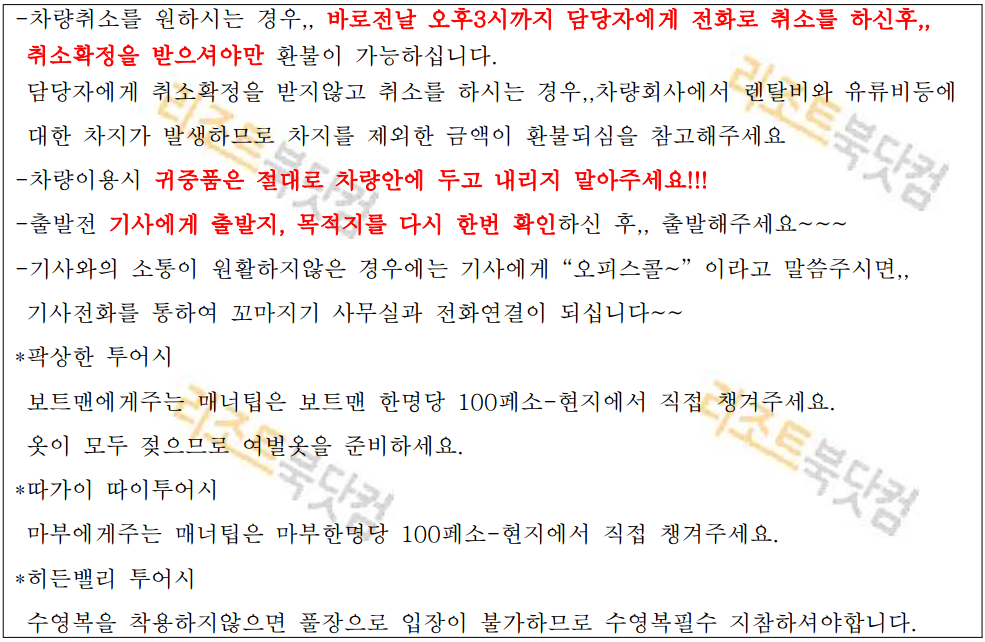 -차량취소를 원하시는 경우,, 바로전날 오후3시까지 담당자에게 전화로 취소를 하신후,,
취소확정을 받으셔야만 환불이 가능하십니다.
담당자에게 취소확정을 받지않고 취소를 하시는 경우,,차량회사에서 렌탈비와 유류비등에
대한 차지가 발생하므로 차지를 제외한 금액이 환불되심을 참고해주세요
-차량이용시 귀중품은 절대로 차량안에 두고 내리지 말아주세요!!!
-출발전 기사에게 출발지, 목적지를 다시 한번 확인하신 후,, 출발해주세요~~~
-기사와의 소통이 원활하지않은 경우에는 기사에게 “오피스콜~” 이라고 말씀주시면,,
기사전화를 통하여 꼬마지기 사무실과 전화연결이 되십니다~~
*팍상한 투어시
보트맨에게주는 매너팁은 보트맨 한명당 100페소-현지에서 직접 챙겨주세요.
옷이 모두 젖으므로 여벌옷을 준비하세요.
*따가이 따이투어시
마부에게주는 매너팁은 마부한명당 100페소-현지에서 직접 챙겨주세요.
*히든밸리 투어시
수영복을 착용하지않으면 풀장으로 입장이 불가하므로 수영복필수 지참하셔야합니다.
리조트북닷컴
리조트북닷컴
리조트북닷컴
리조트북닷컴